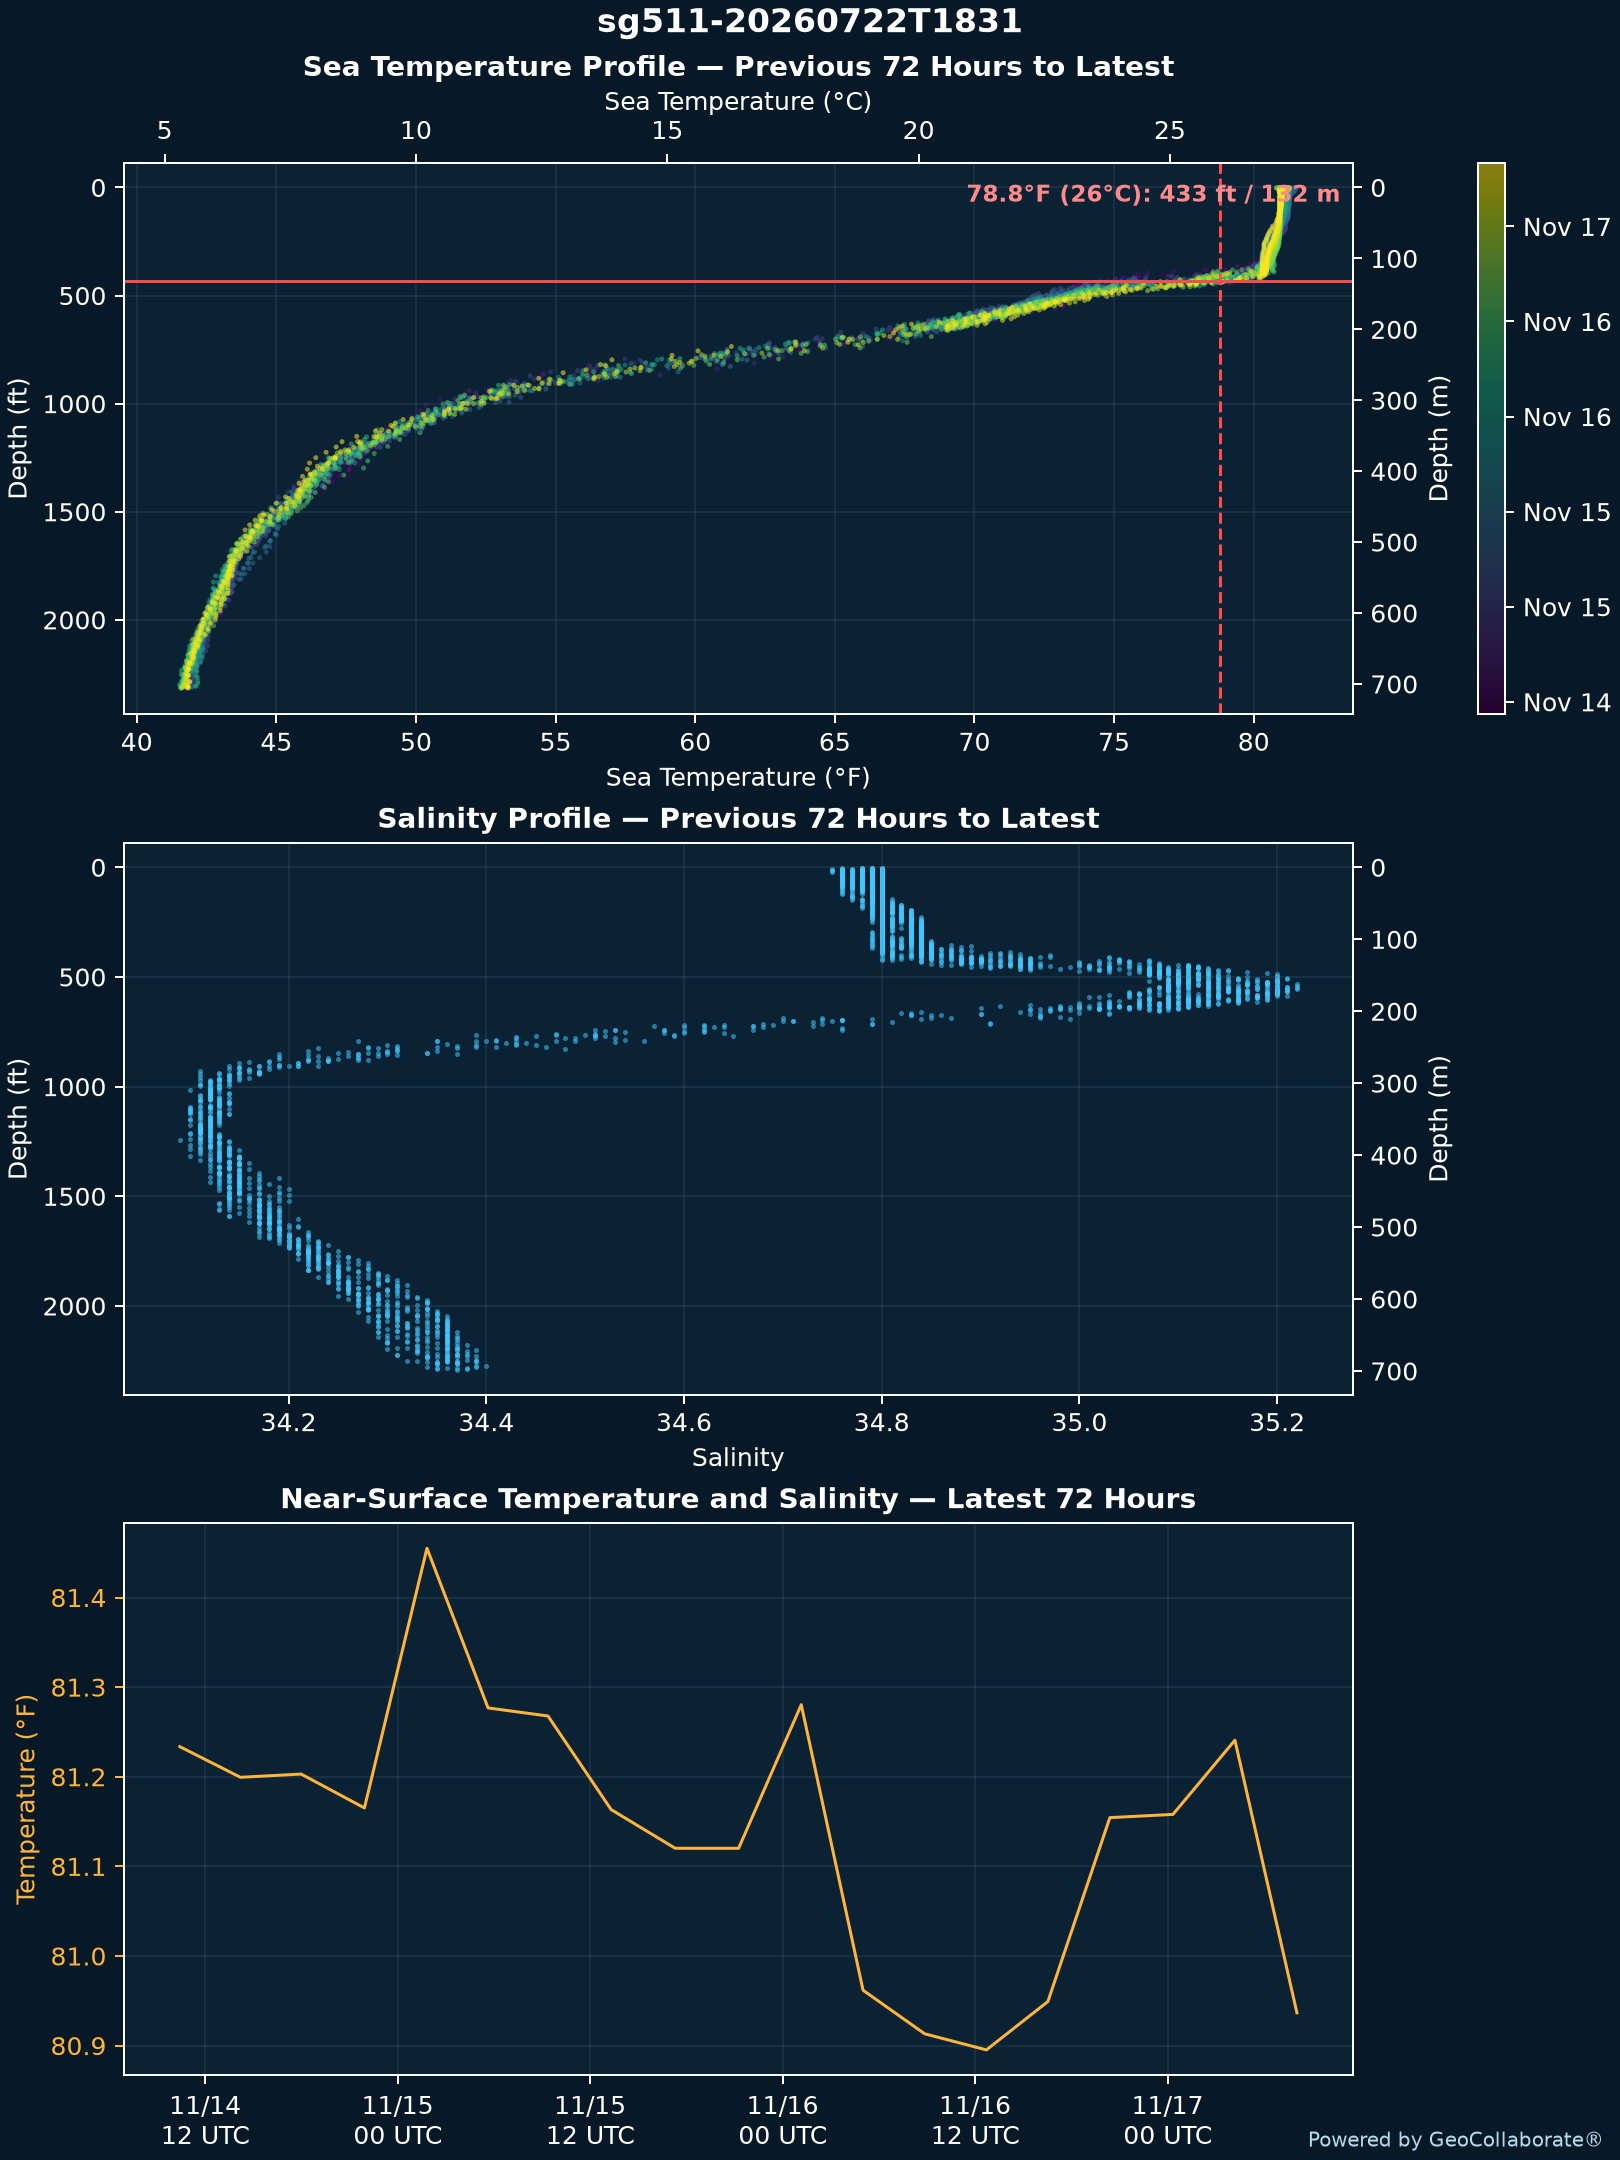 sg511-20260722T1831
Sea Temperature Profile — Previous 72 Hours to Latest
Sea Temperature (°C)
5 10 15 20 25
78.8°F (26°C): 433 ft / 132 m
0
500
1000
1500
2000
Depth (ft)
0
100
200
300
400
500
600
700
Depth (m)
Nov 17
Nov 16
Nov 16
Nov 15
Nov 15
Nov 14
40 45 50 55 60 65 70 75 80
Sea Temperature (°F)
Salinity Profile — Previous 72 Hours to Latest
0
500
1000
1500
2000
Depth (ft)
0
100
200
300
400
500
600
700
Depth (m)
34.2 34.4 34.6 34.8 35.0 35.2
Salinity
Near-Surface Temperature and Salinity — Latest 72 Hours
81.4
81.3
81.2
81.1
81.0
80.9
Temperature (°F)
11/14 11/15 11/15 11/16 11/16 11/17
12 UTC 00 UTC 12 UTC 00 UTC 12 UTC 00 UTC
Powered by GeoCollaborate®